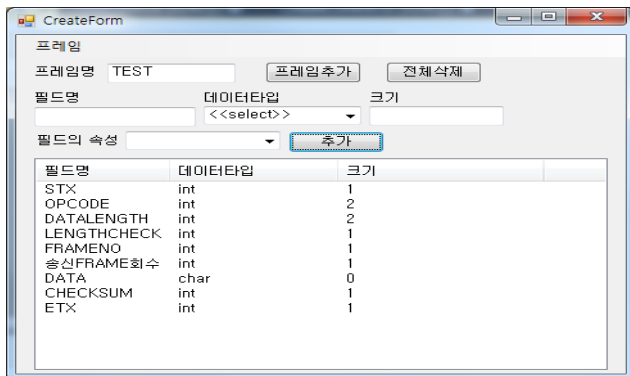 CreateForm
프레임
프레임명 TEST 프레임추가 전체삭제
필드명 데이터타입 크기
<<select>>
필드의 속성 추가
필드명 데이터타입 크기
STX int 1
OPCODE int 2
DATALENGTH int 2
LENGTHCHECK int 1
FRAMENO int 1
송신FRAME회수 int 1
DATA char 0
CHECKSUM int 1
ETX int 1